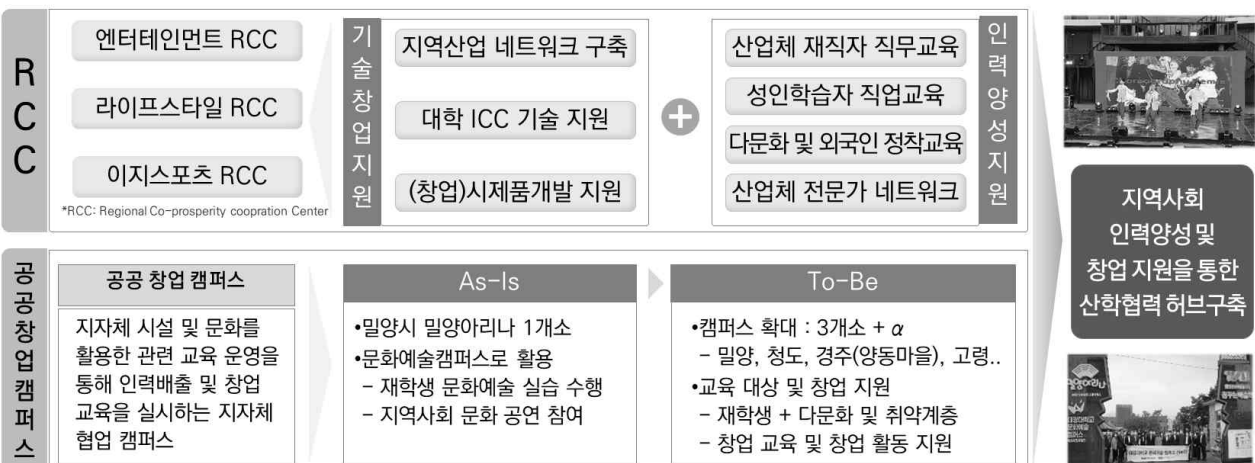 RCC
엔터테인먼트 RCC
라이프스타일 RCC
이지스포츠 RCC
*RCC: Regional Co-prosperity coopration Center
기술창업지원
지역산업 네트워크 구축
대학 ICC 기술 지원
(창업)시제품개발 지원
+
산업체 재직자 직무교육
성인학습자 직업교육
다문화 및 외국인 정착교육
산업체 전문가 네트워크
인력양성지원
공공창업캠퍼스
공공 창업 캠퍼스
지자체 시설 및 문화를
활용한 관련 교육 운영을
통해 인력배출 및 창업
교육을 실시하는 지자체
협업 캠퍼스
As-Is
•밀양시 밀양아리나 1개소
•문화예술캠퍼스로 활용
- 재학생 문화예술 실습 수행
- 지역사회 문화 공연 참여
To-Be
•캠퍼스 확대 : 3개소 + α
- 밀양, 청도, 경주(양동마을), 고령..
•교육 대상 및 창업 지원
- 재학생 + 다문화 및 취약계층
- 창업 교육 및 창업 활동 지원
지역사회
인력양성 및
창업 지원을 통한
산학협력 허브구축